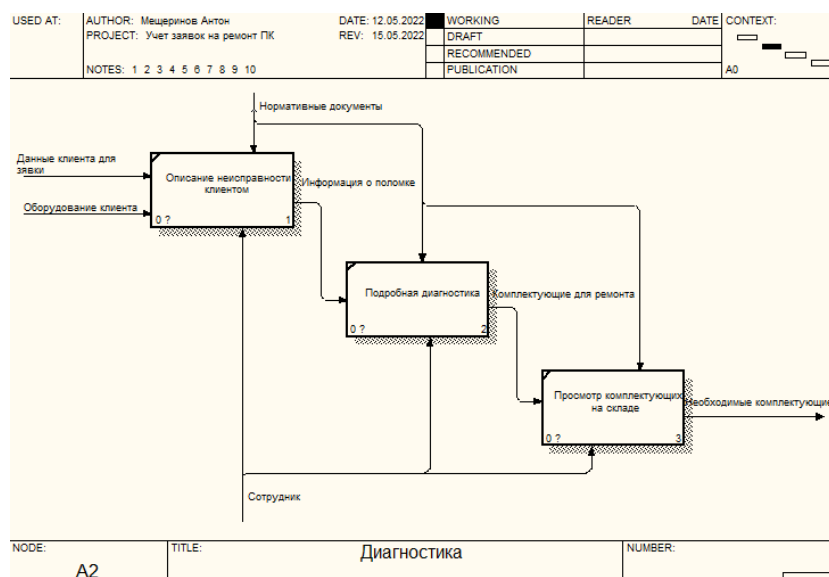 USED AT:
AUTHOR: Мещеринов Антон
DATE: 12.05.2022
WORKING
READER
DATE
CONTEXT:
PROJECT: Учет заявок на ремонт ПК
REV: 15.05.2022
DRAFT
RECOMMENDED
NOTES: 1 2 3 4 5 6 7 8 9 10
PUBLICATION
A0
Нормативные документы
Данные клиента для
зявки
Описание неисправности
клиентом
Информация о поломке
Оборудование клиента
0 ?
1
Подробная диагностика
Комплектующие для ремонта
0 ?
2
Просмотр комплектующих
на складе
Необходимые комплектующие
0 ?
3
Сотрудник
NODE:
TITLE:
Диагностика
NUMBER:
A2